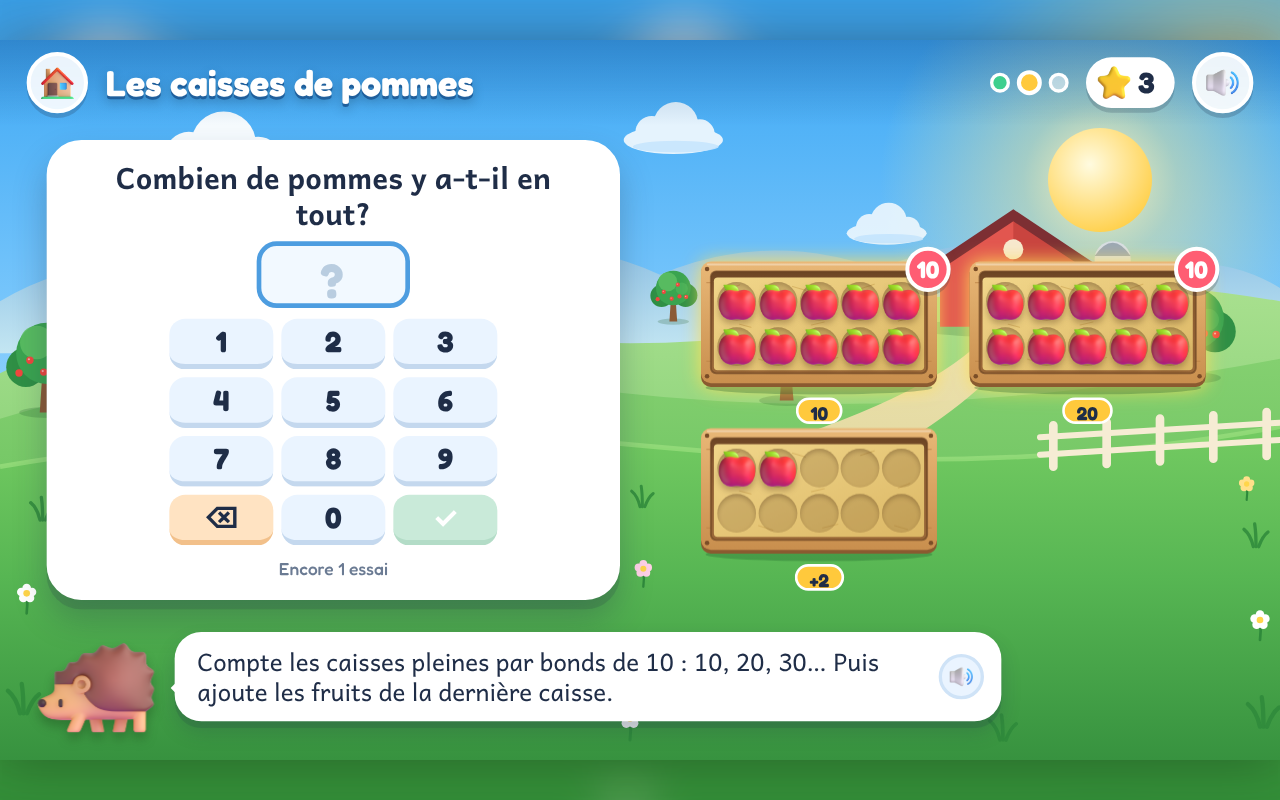 Les caisses de pommes
3
Combien de pommes y a-t-il en
tout?
?
1 2 3
4 5 6
7 8 9
0
Encore 1 essai
10
10
10
20
+2
Compte les caisses pleines par bonds de 10 : 10, 20, 30... Puis
ajoute les fruits de la dernière caisse.